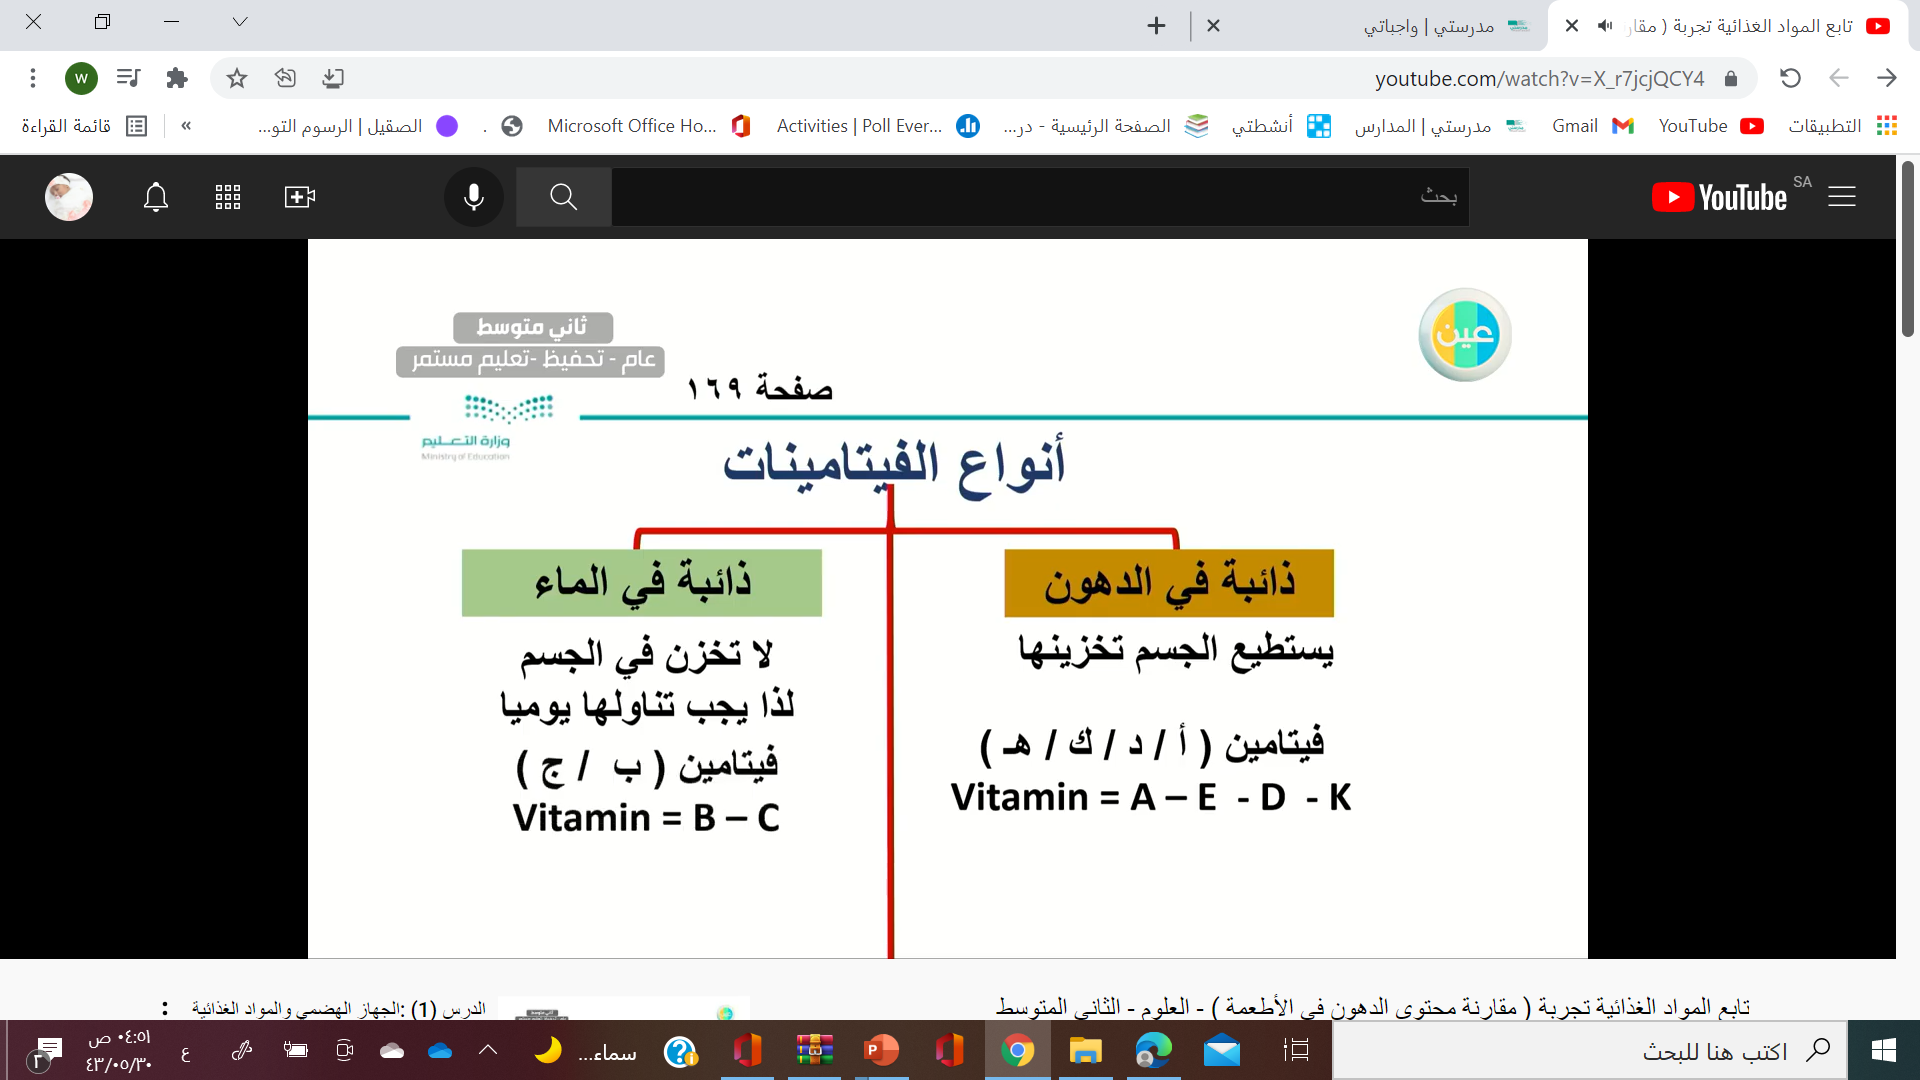 تابع المواد الغذائية تجربة ( مقار
مدرستي | واجباتي
youtube.com/watch?v=X_r7jcjQCY4
W
التطبيقات
YouTube
Gmail
مدرستي | المدارس
أنشطتي
الصفحة الرئيسية - در...
Activities | Poll Ever...
Microsoft Office Ho...
.
الصقيل | الرسوم التو...
»
قائمة القراءة
YouTube SA
بحث
عين
ثاني متوسط
عام - تحفيظ -تعليم مستمر
صفحة ١٦٩
وزارة التعـــليم
Ministry of Education
أنواع الفيتامينات
ذائبة في الدهون
يستطيع الجسم تخزينها
فيتامين ( أ / د / ك / هـ )
Vitamin = A – E - D - K
ذائبة في الماء
لا تخزن في الجسم
لذا يجب تناولها يوميا
فيتامين ( ب / ج )
Vitamin = B – C
تابع المواد الغذائية تجربة ( مقارنة محتوى الدهون في الأطعمة ) - العلوم - الثاني المتوسط
الدرس (1) :الجهاز الهضمي والمواد الغذائية
اكتب هنا للبحث
سماء...
ع
٠٤:٥١ ص
٤٣/٠٥/٣٠
٢